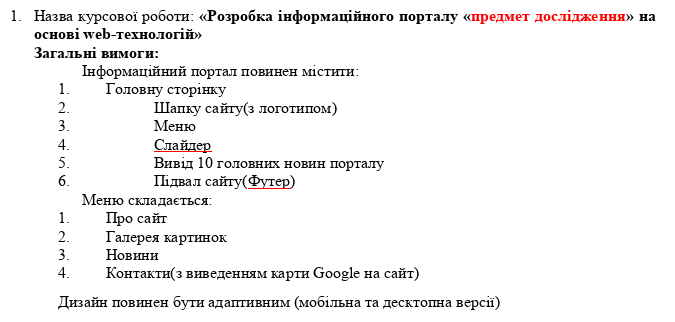 1. Назва курсової роботи: «Розробка інформаційного порталу «предмет дослідження» на
основі web-технологій»
Загальні вимоги:
Інформаційний портал повинен містити:
1. Головну сторінку
2. Шапку сайту(з логотипом)
3. Меню
4. Слайдер
5. Вивід 10 головних новин порталу
6. Підвал сайту(Футер)
Меню складається:
1. Про сайт
2. Галерея картинок
3. Новини
4. Контакти(з виведенням карти Google на сайт)
Дизайн повинен бути адаптивним (мобільна та десктопна версії)